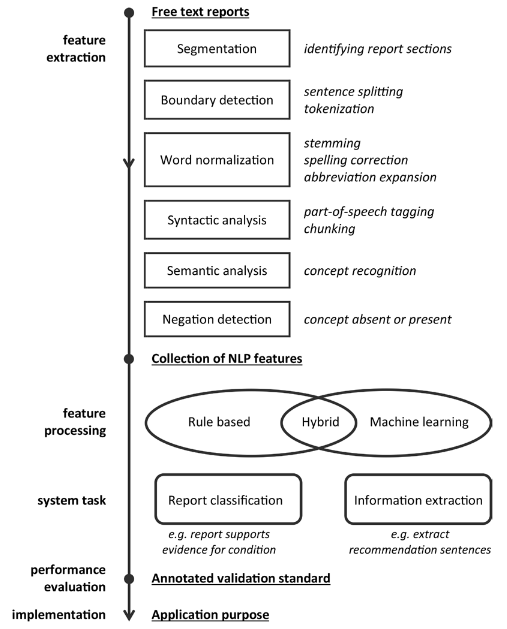 Free text reports
feature
extraction
Segmentation
identifying report sections
Boundary detection
sentence splitting
tokenization
Word normalization
stemming
spelling correction
abbreviation expansion
Syntactic analysis
part-of-speech tagging
chunking
Semantic analysis
concept recognition
Negation detection
concept absent or present
Collection of NLP features
feature
processing
Rule based
Hybrid
Machine learning
system task
Report classification
Information extraction
e.g. report supports
evidence for condition
e.g. extract
recommendation sentences
performance
evaluation
Annotated validation standard
implementation
Application purpose